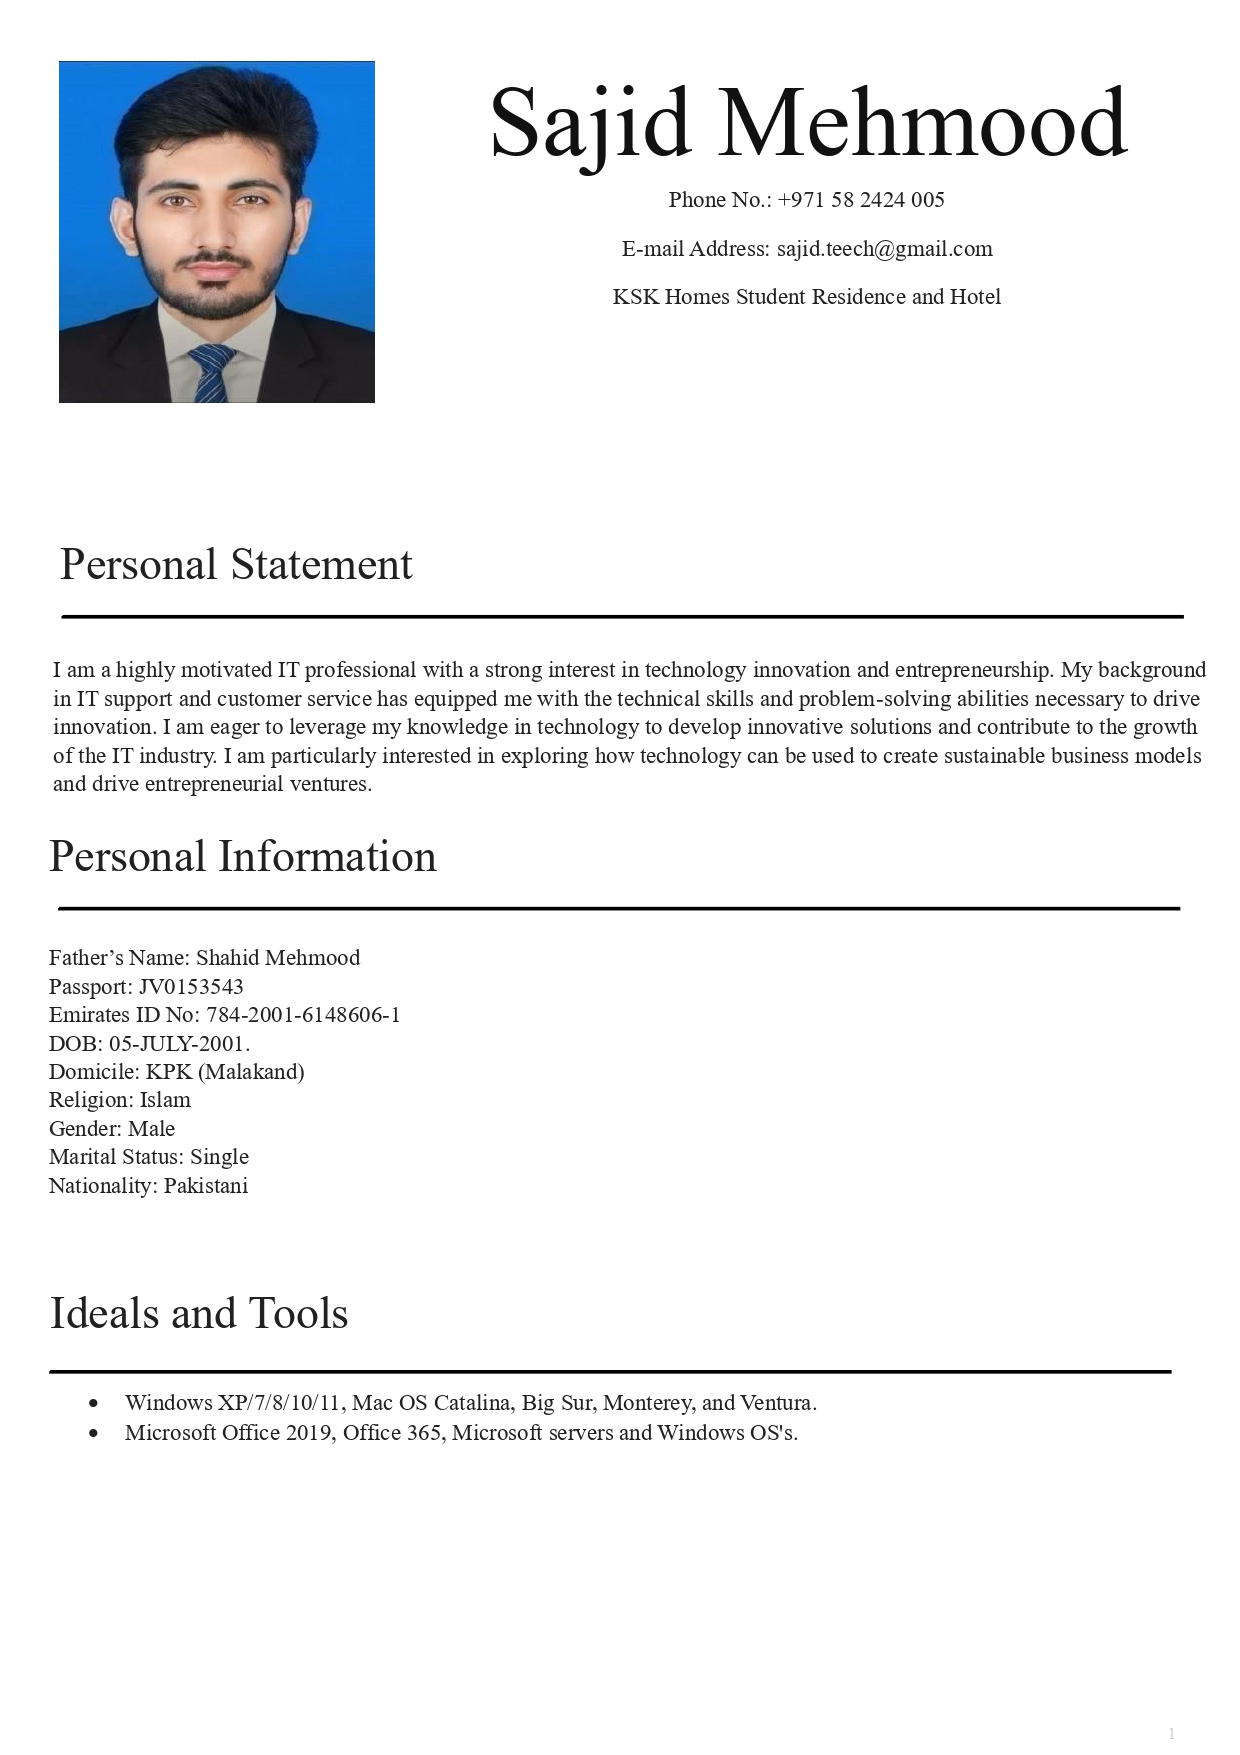 Sajid Mehmood
Phone No.: +971 58 2424 005
E-mail Address: sajid.teech@gmail.com
KSK Homes Student Residence and Hotel
Personal Statement
I am a highly motivated IT professional with a strong interest in technology innovation and entrepreneurship. My background
in IT support and customer service has equipped me with the technical skills and problem-solving abilities necessary to drive
innovation. I am eager to leverage my knowledge in technology to develop innovative solutions and contribute to the growth
of the IT industry. I am particularly interested in exploring how technology can be used to create sustainable business models
and drive entrepreneurial ventures.
Personal Information
Father’s Name: Shahid Mehmood
Passport: JV0153543
Emirates ID No: 784-2001-6148606-1
DOB: 05-JULY-2001.
Domicile: KPK (Malakand)
Religion: Islam
Gender: Male
Marital Status: Single
Nationality: Pakistani
Ideals and Tools
• Windows XP/7/8/10/11, Mac OS Catalina, Big Sur, Monterey, and Ventura.
• Microsoft Office 2019, Office 365, Microsoft servers and Windows OS's.
1